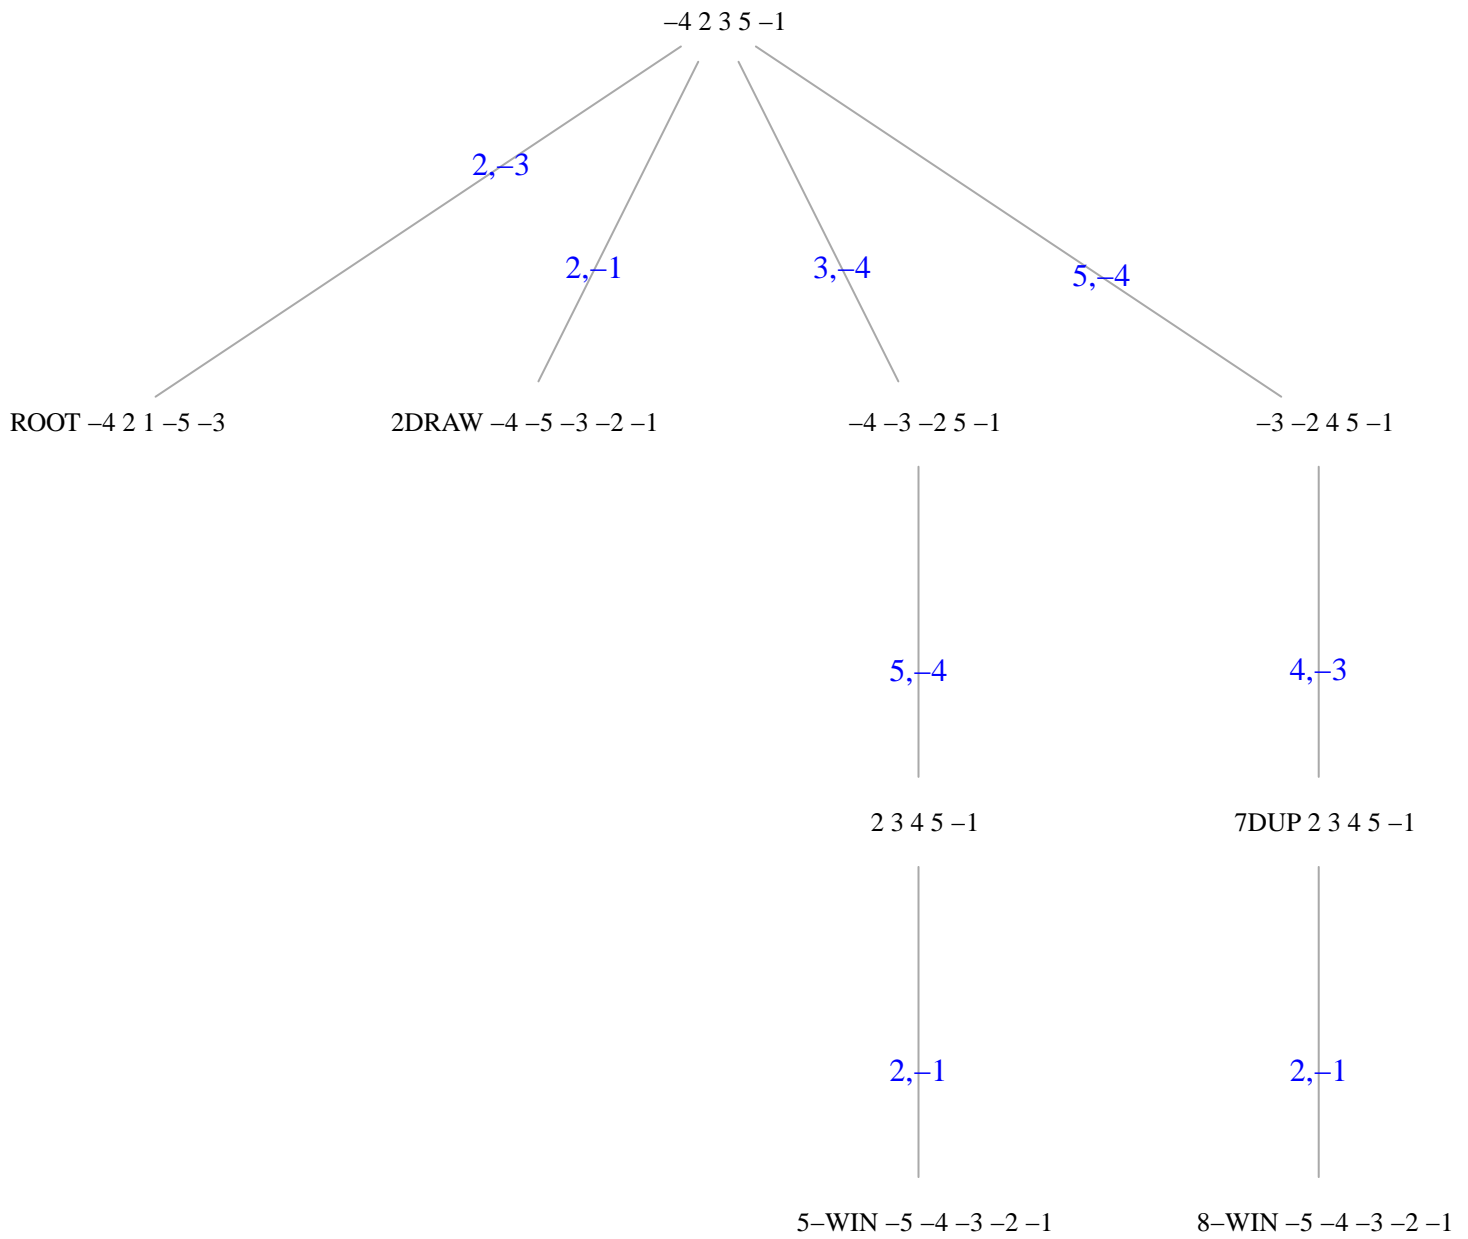 –4 2 3 5 –1
2,–3
2,–1
3,–4
5,–4
ROOT –4 2 1 –5 –3
2DRAW –4 –5 –3 –2 –1
–4 –3 –2 5 –1
–3 –2 4 5 –1
5,–4
4,–3
2 3 4 5 –1
7DUP 2 3 4 5 –1
2,–1
2,–1
5–WIN –5 –4 –3 –2 –1
8–WIN –5 –4 –3 –2 –1